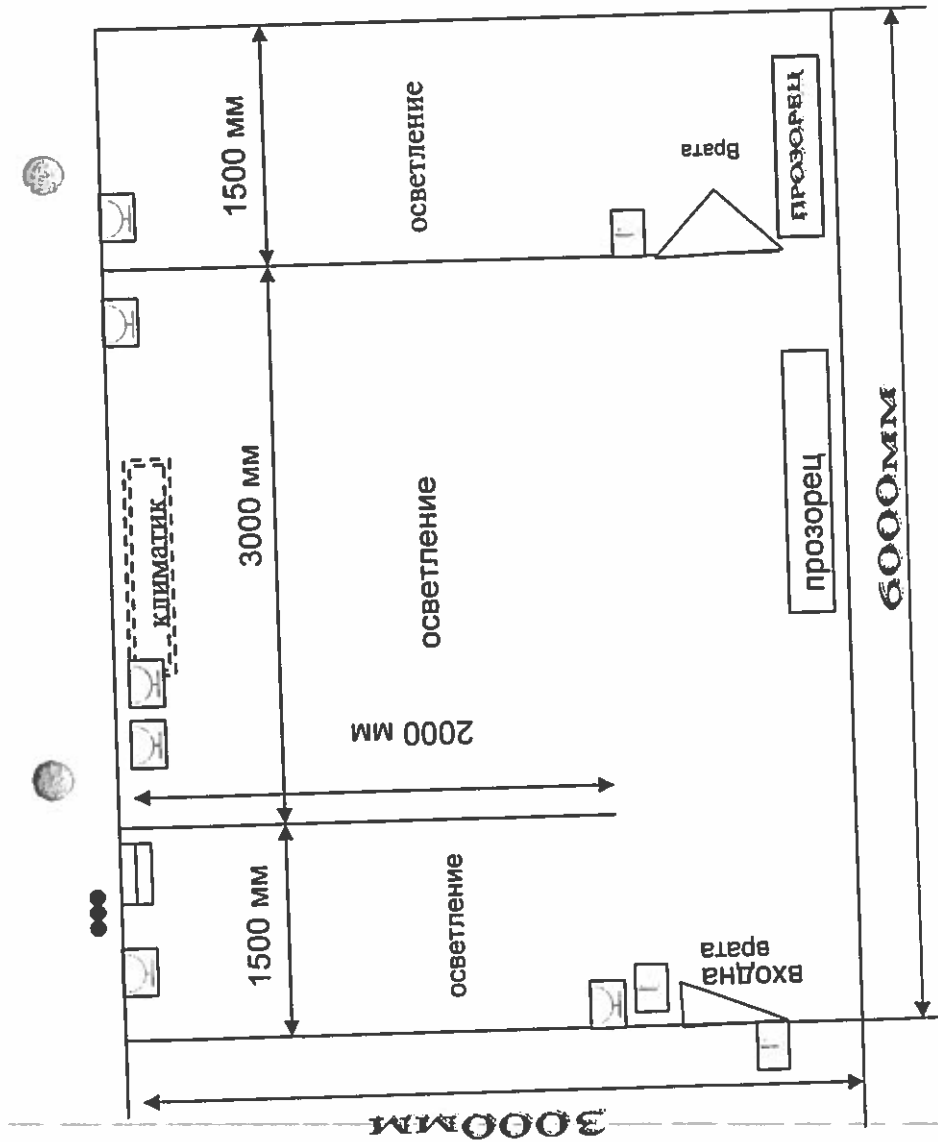 1500 мм
3000 мм
1500 мм
климатик
осветление
осветление
осветление
2000 мм
Врата
ПРОЗОРЕЦ
прозорец
входна
врата
3000мм
6000мм